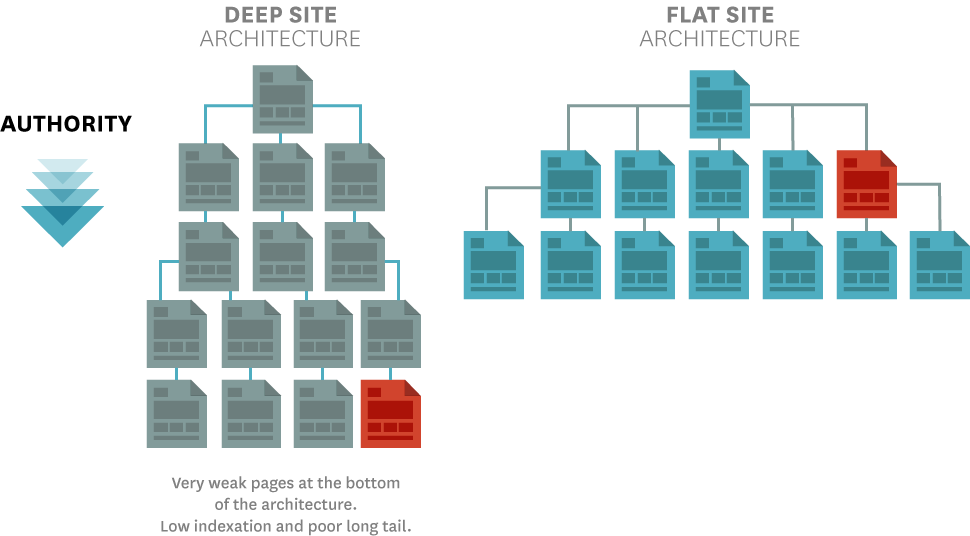 DEEP SITE
ARCHITECTURE
FLAT SITE
ARCHITECTURE
AUTHORITY
Very weak pages at the bottom
of the architecture.
Low indexation and poor long tail.